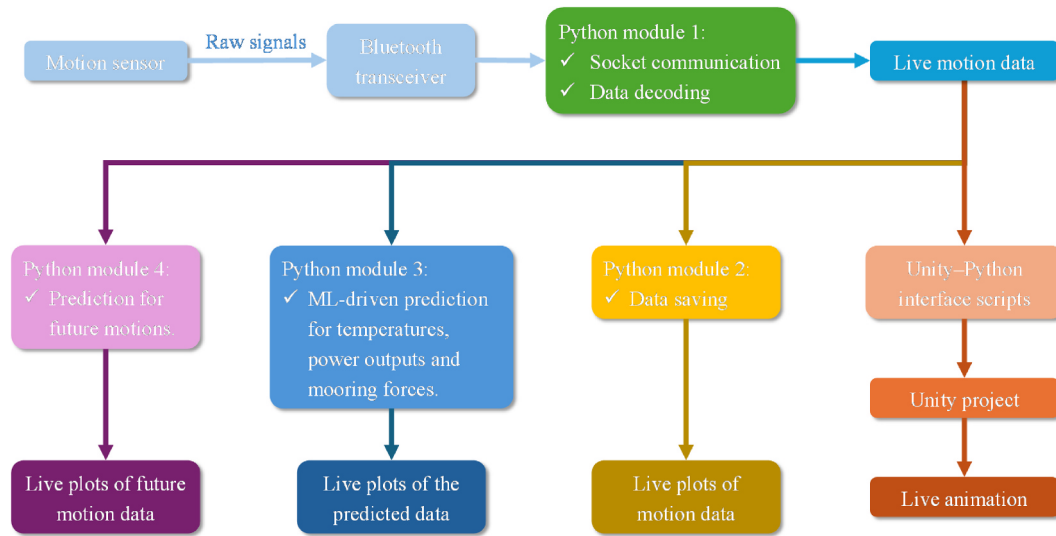 Motion sensor
Raw signals
Bluetooth
transceiver
Python module 1:
✓ Socket communication
✓ Data decoding
Live motion data
Python module 4:
✓ Prediction for
future motions.
Python module 3:
✓ ML-driven prediction
for temperatures,
power outputs and
mooring forces.
Python module 2:
✓ Data saving
Unity–Python
interface scripts
Unity project
Live plots of future
motion data
Live plots of the
predicted data
Live plots of
motion data
Live animation